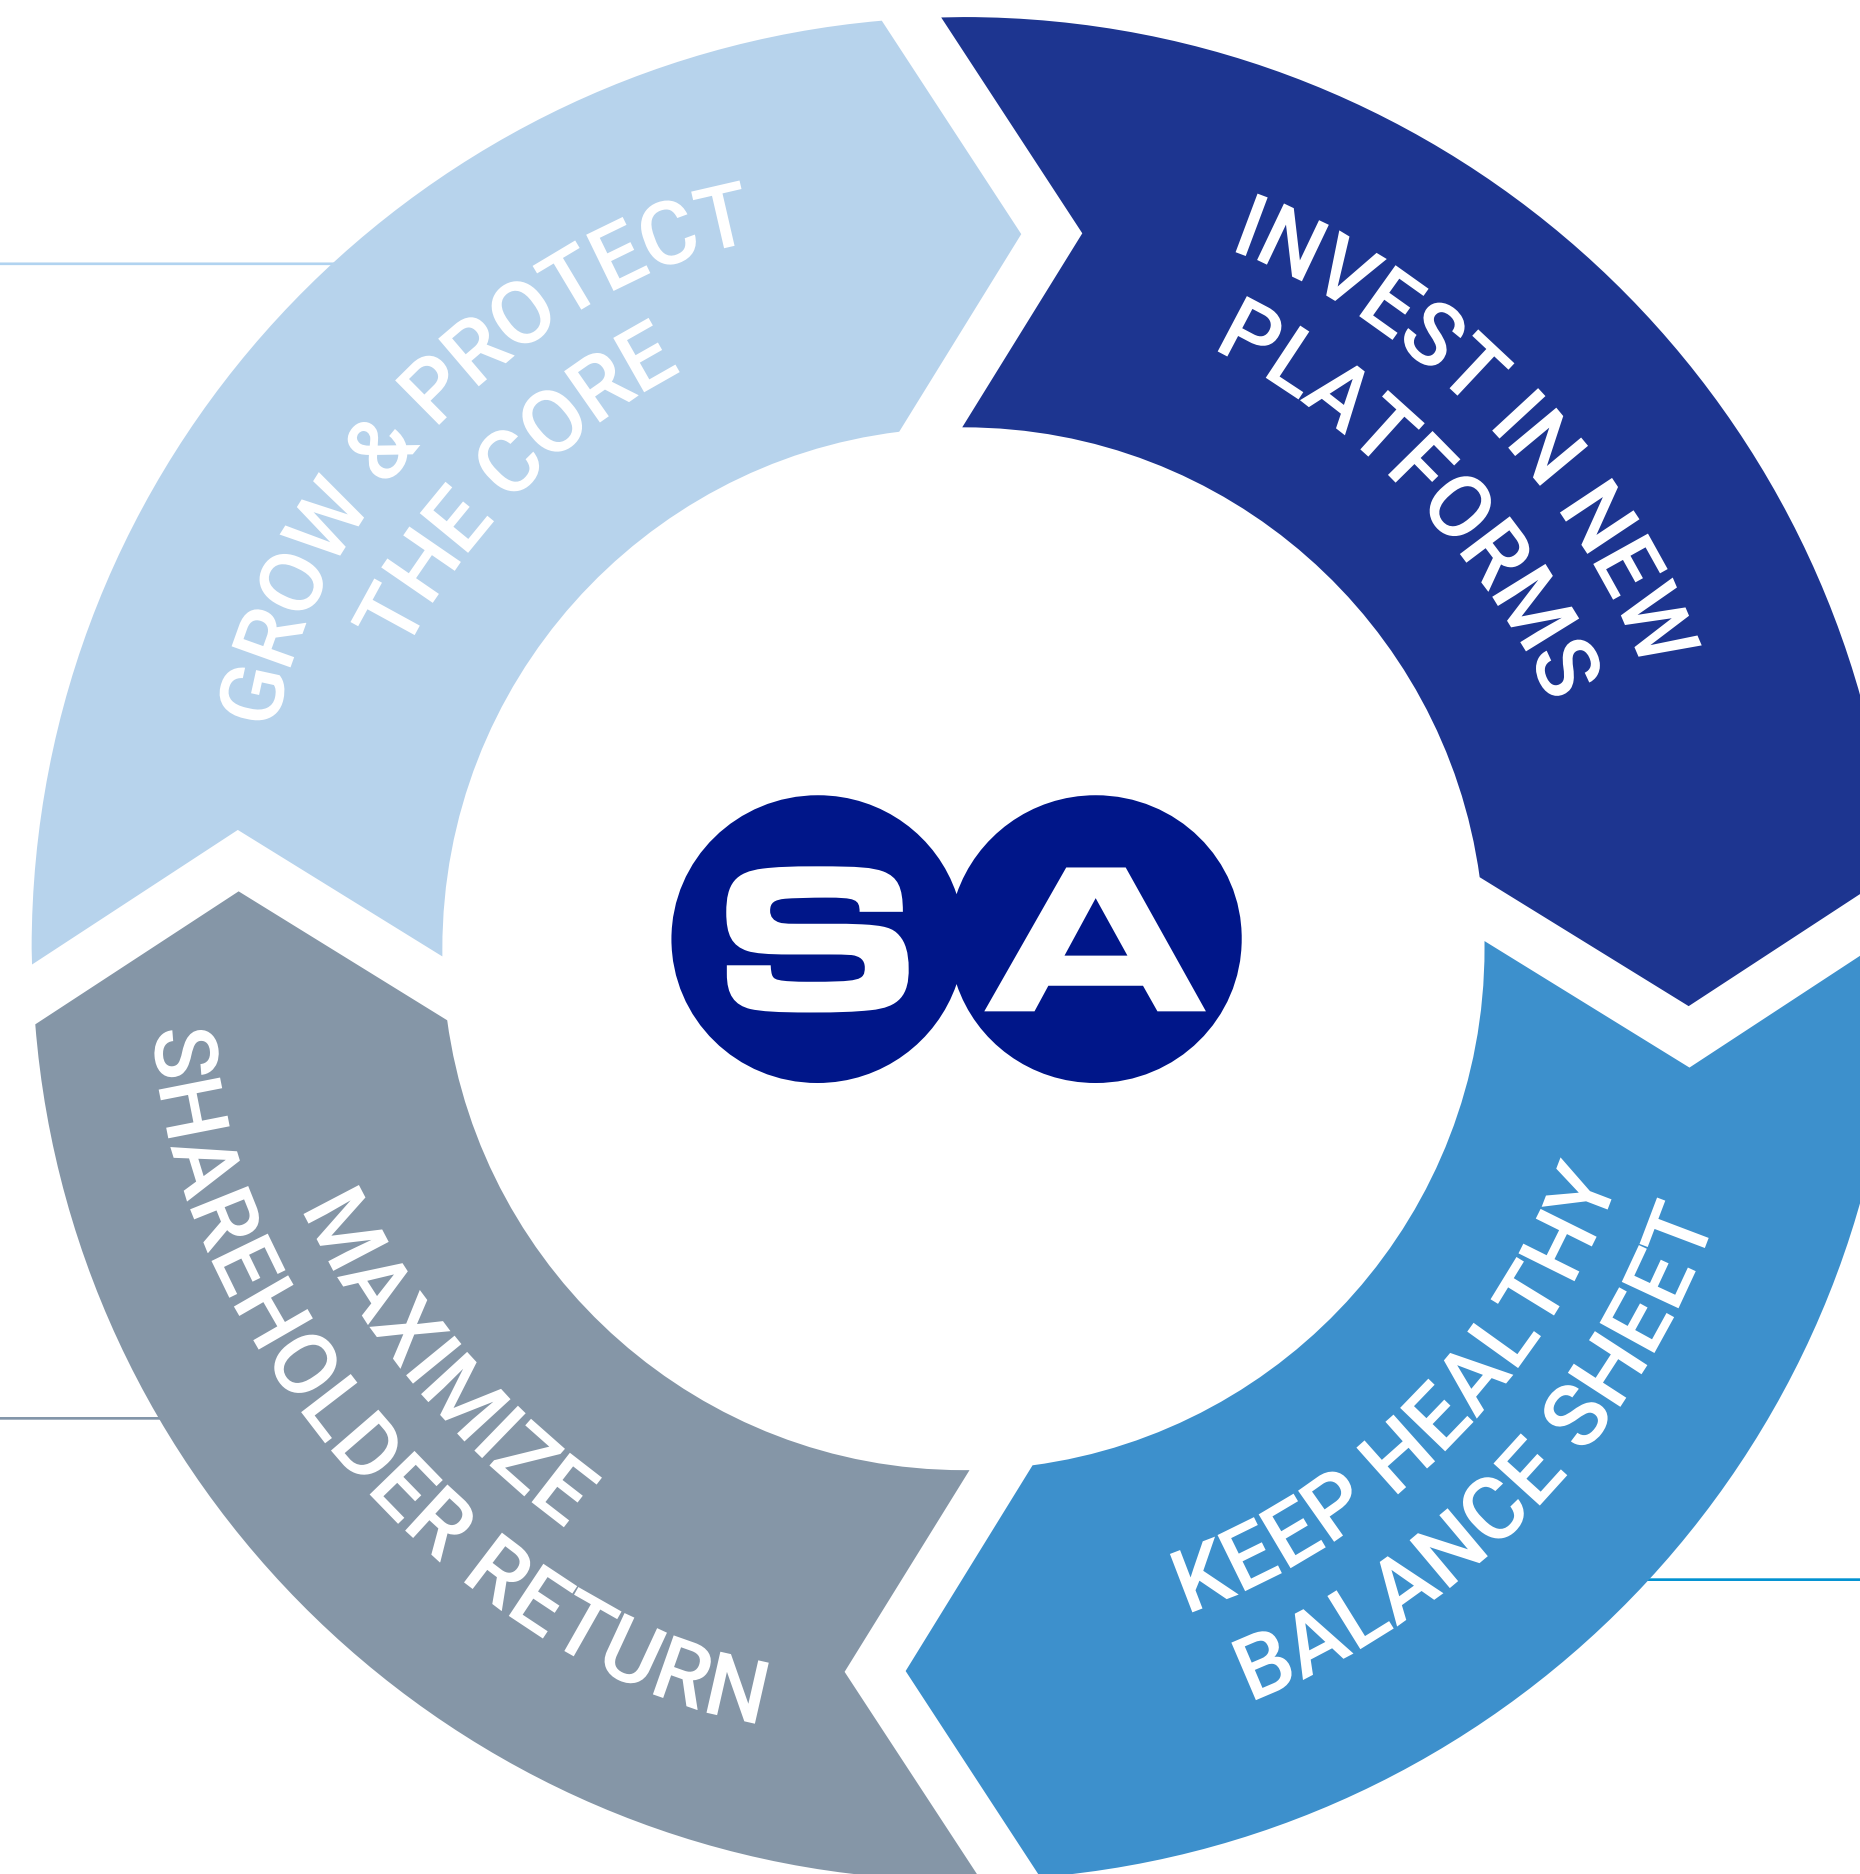 GROW & PROTECT
THE CORE
INVEST IN NEW
PLATFORMS
SA
KEEP HEALTHY
BALANCE SHEET
MAXIMIZE
SHAREHOLDER RETURN